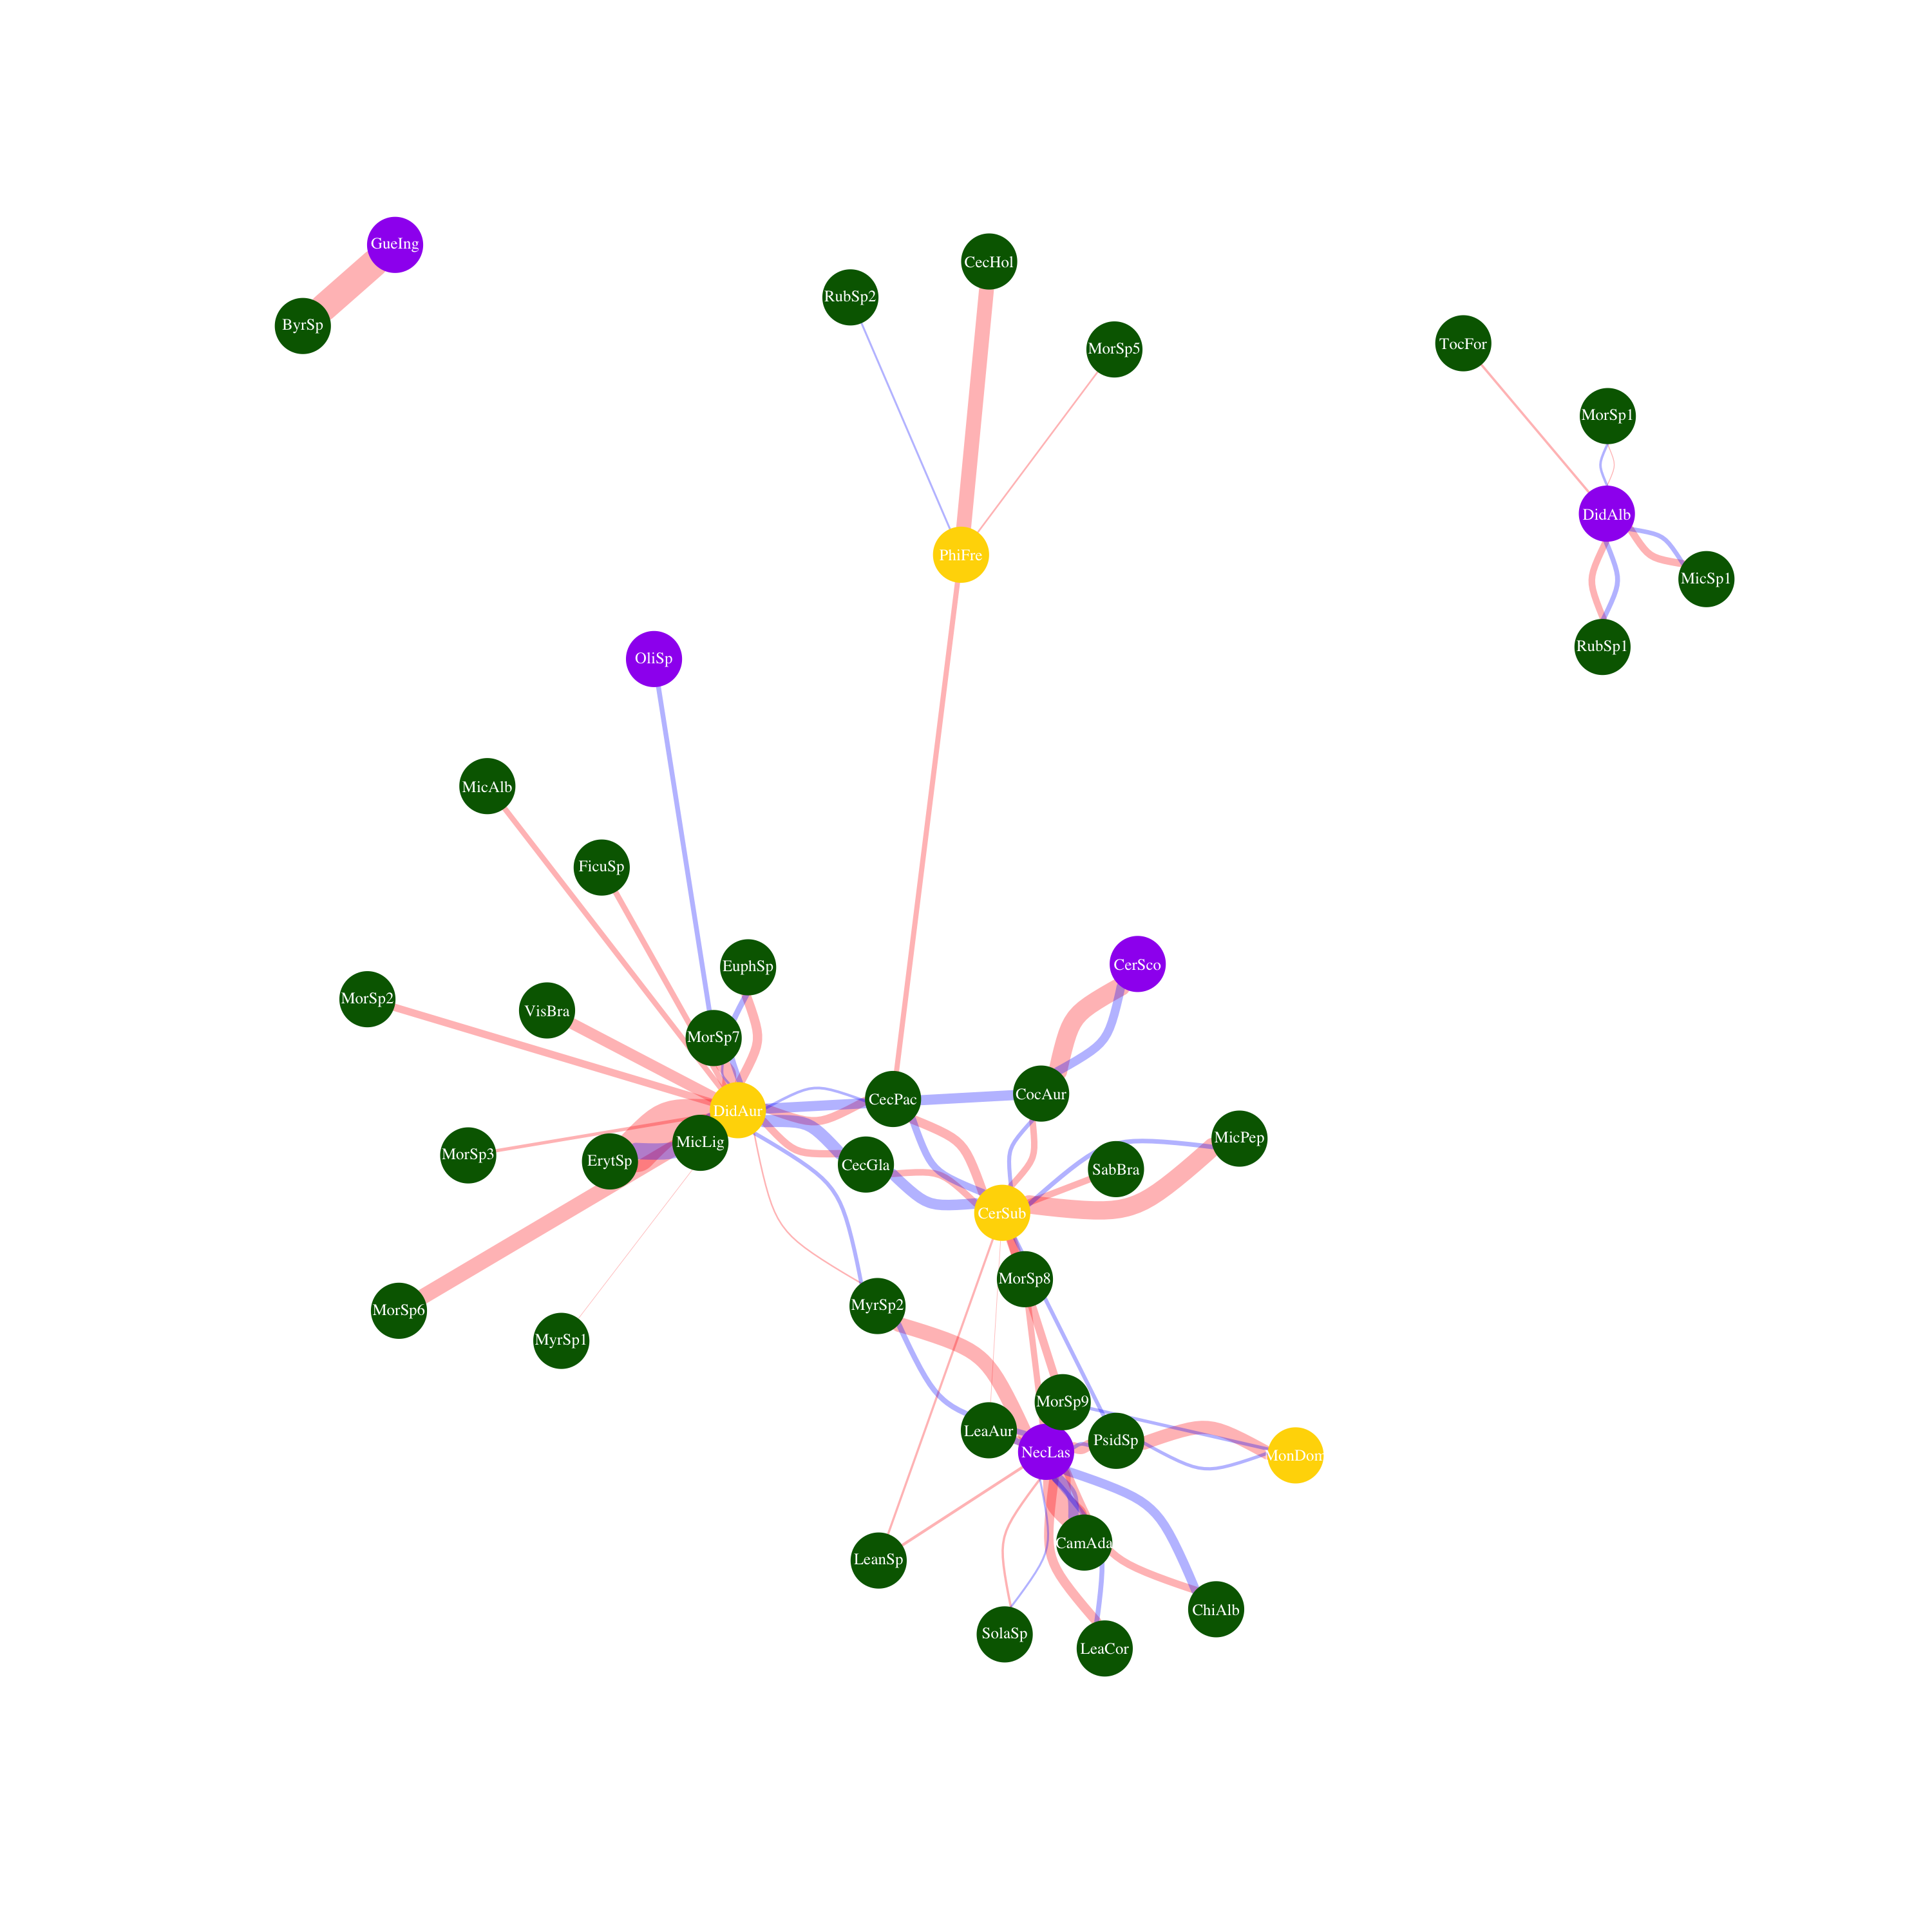 GueIng
CecHol
RubSp2
ByrSp
TocFor
MorSp5
MorSp1
DidAlb
PhiFre
MicSp1
RubSp1
OliSp
MicAlb
FicuSp
CerSco
EuphSp
MorSp2
VisBra
MorSp7
CocAur
CecPac
DidAur
MicPep
MicLig
MorSp3
ErytSp
CecGla
SabBra
CerSub
MorSp8
MyrSp2
MorSp6
MyrSp1
MorSp9
LeaAur
PsidSp
NecLas
MonDom
CamAda
LeanSp
ChiAlb
SolaSp
LeaCor